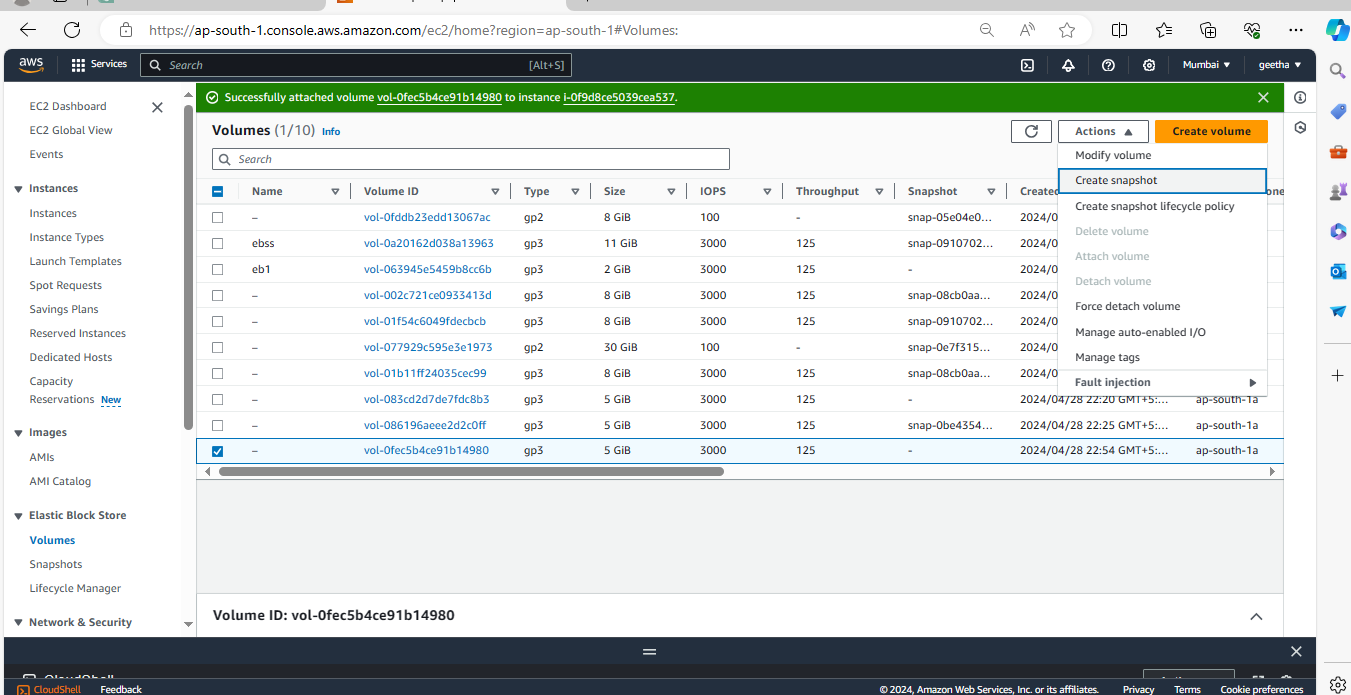 https://ap-south-1.console.aws.amazon.com/ec2/home?region=ap-south-1#Volumes:
aws Services Search [Alt+S] Mumbai geetha
EC2 Dashboard
EC2 Global View
Events
Instances
Instances
Instance Types
Launch Templates
Spot Requests
Savings Plans
Reserved Instances
Dedicated Hosts
Capacity
Reservations New
Images
AMIs
AMI Catalog
Elastic Block Store
Volumes
Snapshots
Lifecycle Manager
Network & Security
Successfully attached volume vol-0fec5b4ce91b14980 to instance i-0f9d8ce5039cea537.
Volumes (1/10) Info Actions Create volume
Search
Name Volume ID Type Size IOPS Throughput Snapshot Created
– vol-0fddb23edd13067ac gp2 8 GiB 100 - snap-05e04e0... 2024/0
ebss vol-0a20162d038a13963 gp3 11 GiB 3000 125 snap-0910702... 2024/0
eb1 vol-063945e5459b8cc6b gp3 2 GiB 3000 125 - 2024/0
– vol-002c721ce0933413d gp3 8 GiB 3000 125 snap-08cb0aa... 2024/0
– vol-01f54c6049fdecbcb gp3 8 GiB 3000 125 snap-0910702... 2024/0
– vol-077929c595e3e1973 gp2 30 GiB 100 - snap-0e7f315... 2024/0
– vol-01b11ff24035cec99 gp3 8 GiB 3000 125 snap-08cb0aa... 2024/0
– vol-083cd2d7de7fdc8b3 gp3 5 GiB 3000 125 - 2024/04/28 22:20 GMT+5:... ap-south-1a
– vol-086196aeee2d2c0ff gp3 5 GiB 3000 125 snap-0be4354... 2024/04/28 22:25 GMT+5:... ap-south-1a
– vol-0fec5b4ce91b14980 gp3 5 GiB 3000 125 - 2024/04/28 22:54 GMT+5:... ap-south-1a
Modify volume
Create snapshot
Create snapshot lifecycle policy
Delete volume
Attach volume
Detach volume
Force detach volume
Manage auto-enabled I/O
Manage tags
Fault injection
Volume ID: vol-0fec5b4ce91b14980
CloudShell
CloudShell Feedback © 2024, Amazon Web Services, Inc. or its affiliates. Privacy Terms Cookie preferences